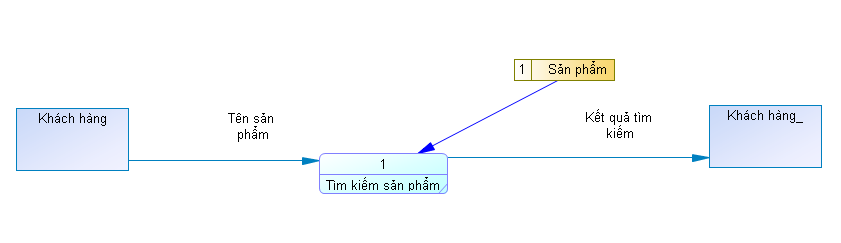 Khách hàng
Tên sản
phẩm
1 Sản phẩm
Kết quả tìm
kiếm
Khách hàng_
1
Tìm kiếm sản phẩm